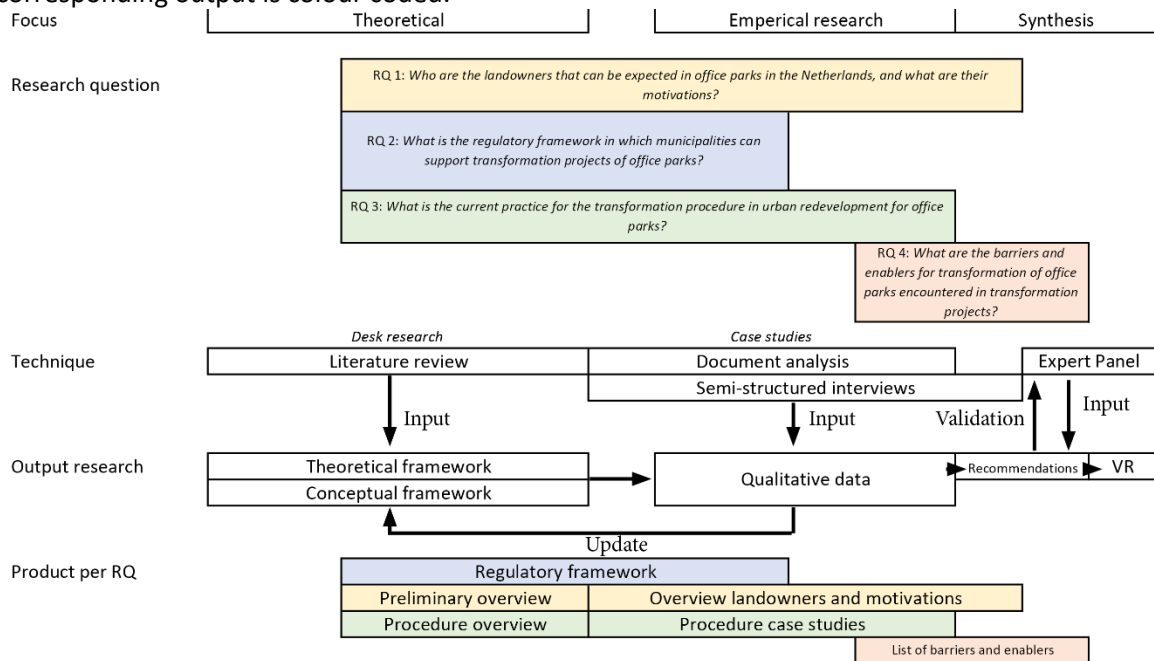 corresponding output is colour coded.
Focus
Theoretical
Emperical research
Synthesis
Research question
RQ 1: Who are the landowners that can be expected in office parks in the Netherlands, and what are their
motivations?
RQ 2: What is the regulatory framework in which municipalities can
support transformation projects of office parks?
RQ 3: What is the current practice for the transformation procedure in urban redevelopment for office
parks?
RQ 4: What are the barriers and
enablers for transformation of office
parks encountered in transformation
projects?
Desk research
Case studies
Technique
Literature review
Document analysis
Expert Panel
Semi-structured interviews
Input
Input
Validation
Input
Output research
Theoretical framework
Conceptual framework
Qualitative data
Recommendations
VR
Update
Product per RQ
Regulatory framework
Preliminary overview
Overview landowners and motivations
Procedure overview
Procedure case studies
List of barriers and enablers